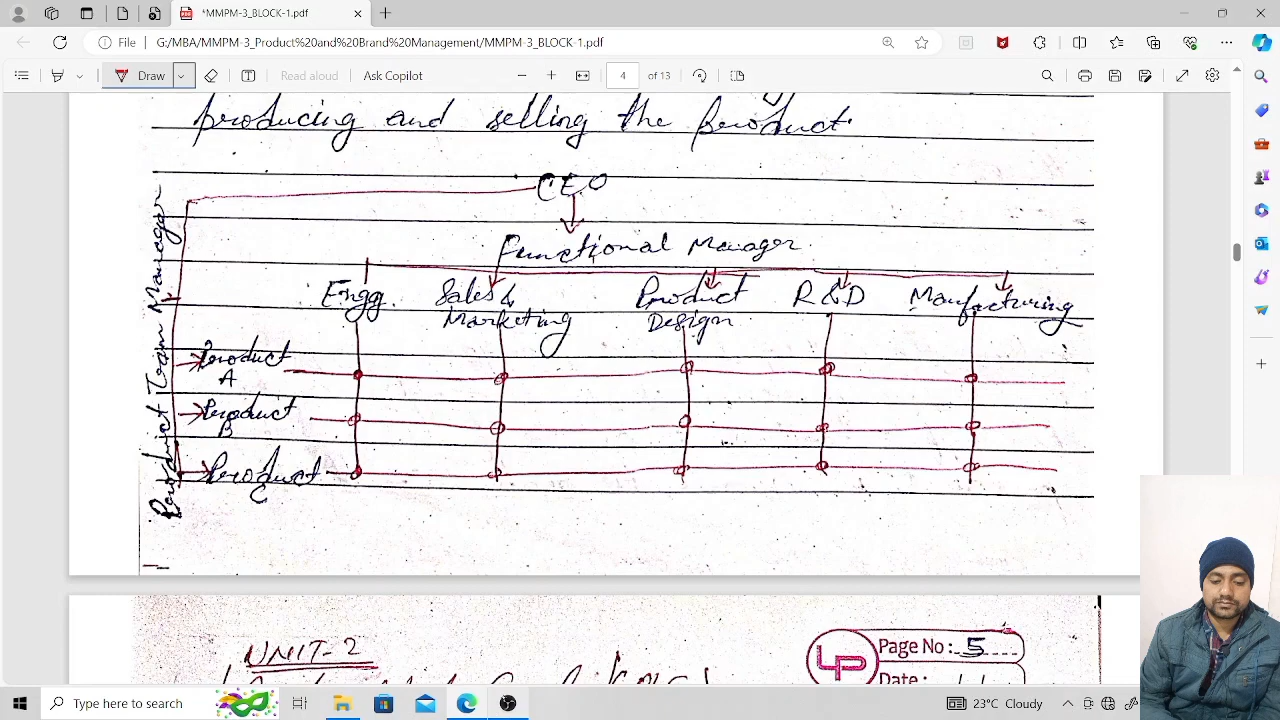 *MMPM-3_BLOCK-1.pdf
File G:/MBA/MMPM-3_Product%20and%20Brand%20Management/MMPM-3_BLOCK-1.pdf
Draw Read aloud Ask Copilot 4 of 13
producing and selling the product.
CEO
Functional Manager.
Engg. Sales & Product R&D Manufacturing
Marketing Design
Product Team Manager
Product
A
Product
B
Product
C
UNIT-2
LP
Page No : 5
Date :
Type here to search
23°C Cloudy